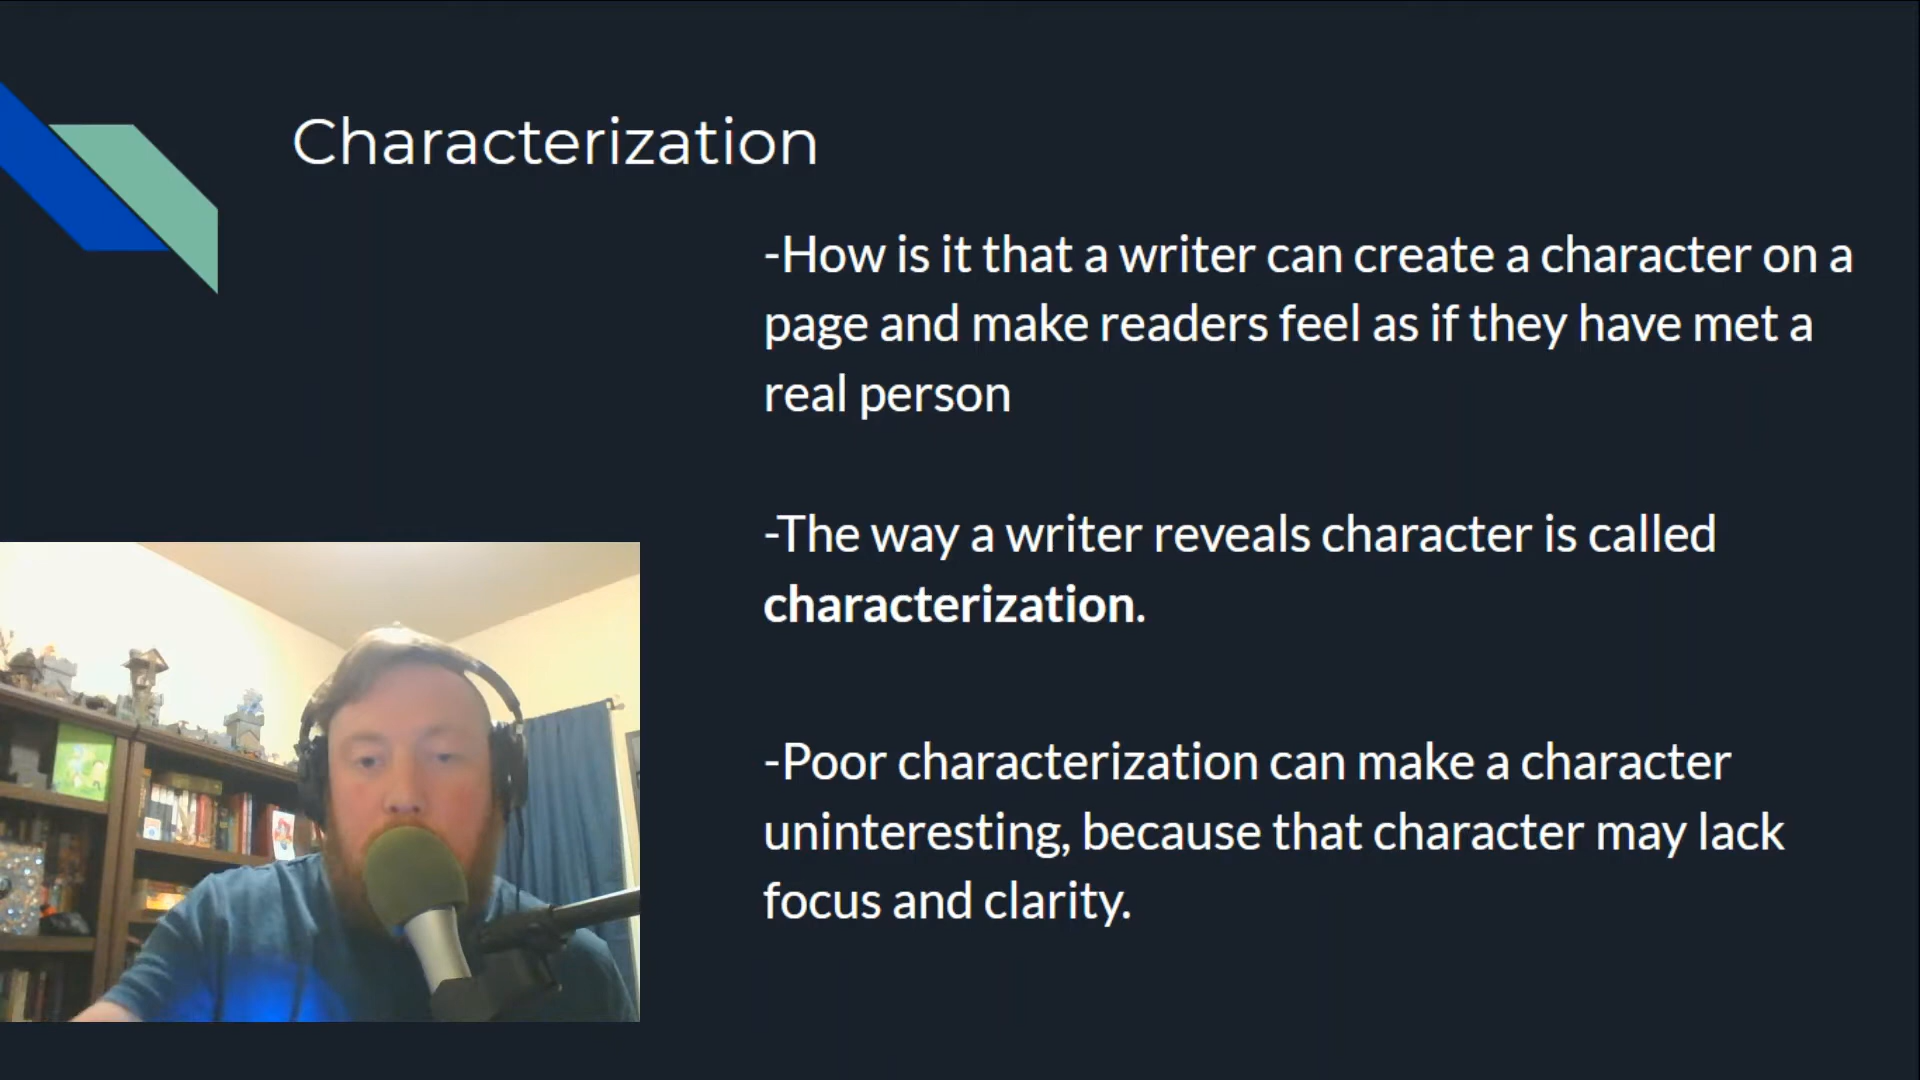 Characterization
-How is it that a writer can create a character on a
page and make readers feel as if they have met a
real person
-The way a writer reveals character is called
characterization.
-Poor characterization can make a character
uninteresting, because that character may lack
focus and clarity.